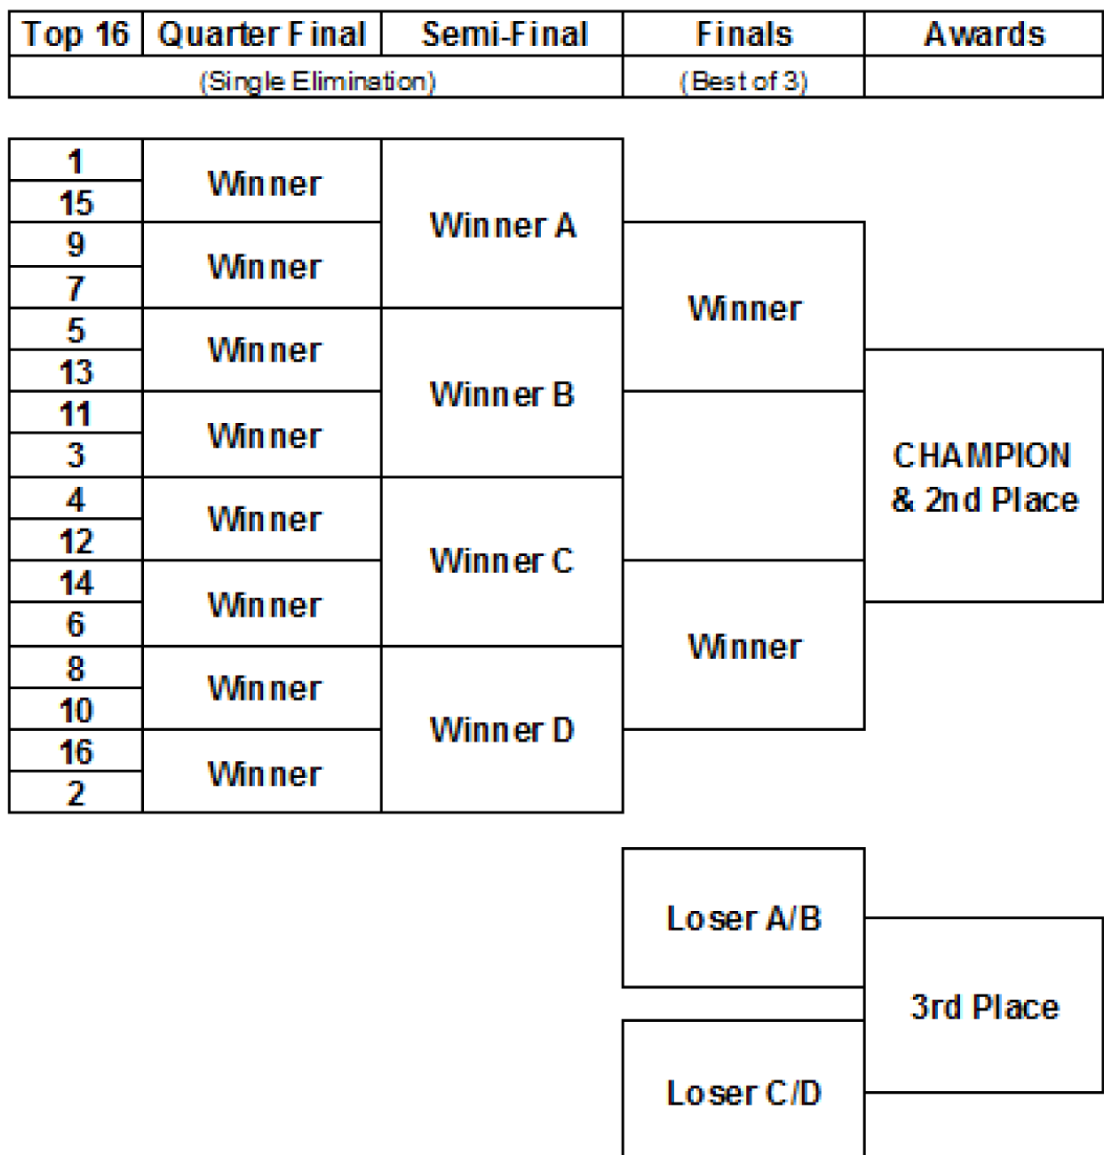 Top 16 Quarter Final Semi-Final Finals Awards
(Single Elimination) (Best of 3)
1
Winner
15
Winner A
9
Winner
7
Winner
5
Winner
13
Winner B
11
Winner
3
CHAMPION
& 2nd Place
4
Winner
12
Winner C
14
Winner
6
Winner
8
Winner
10
Winner D
16
Winner
2
Loser A/B
3rd Place
Loser C/D